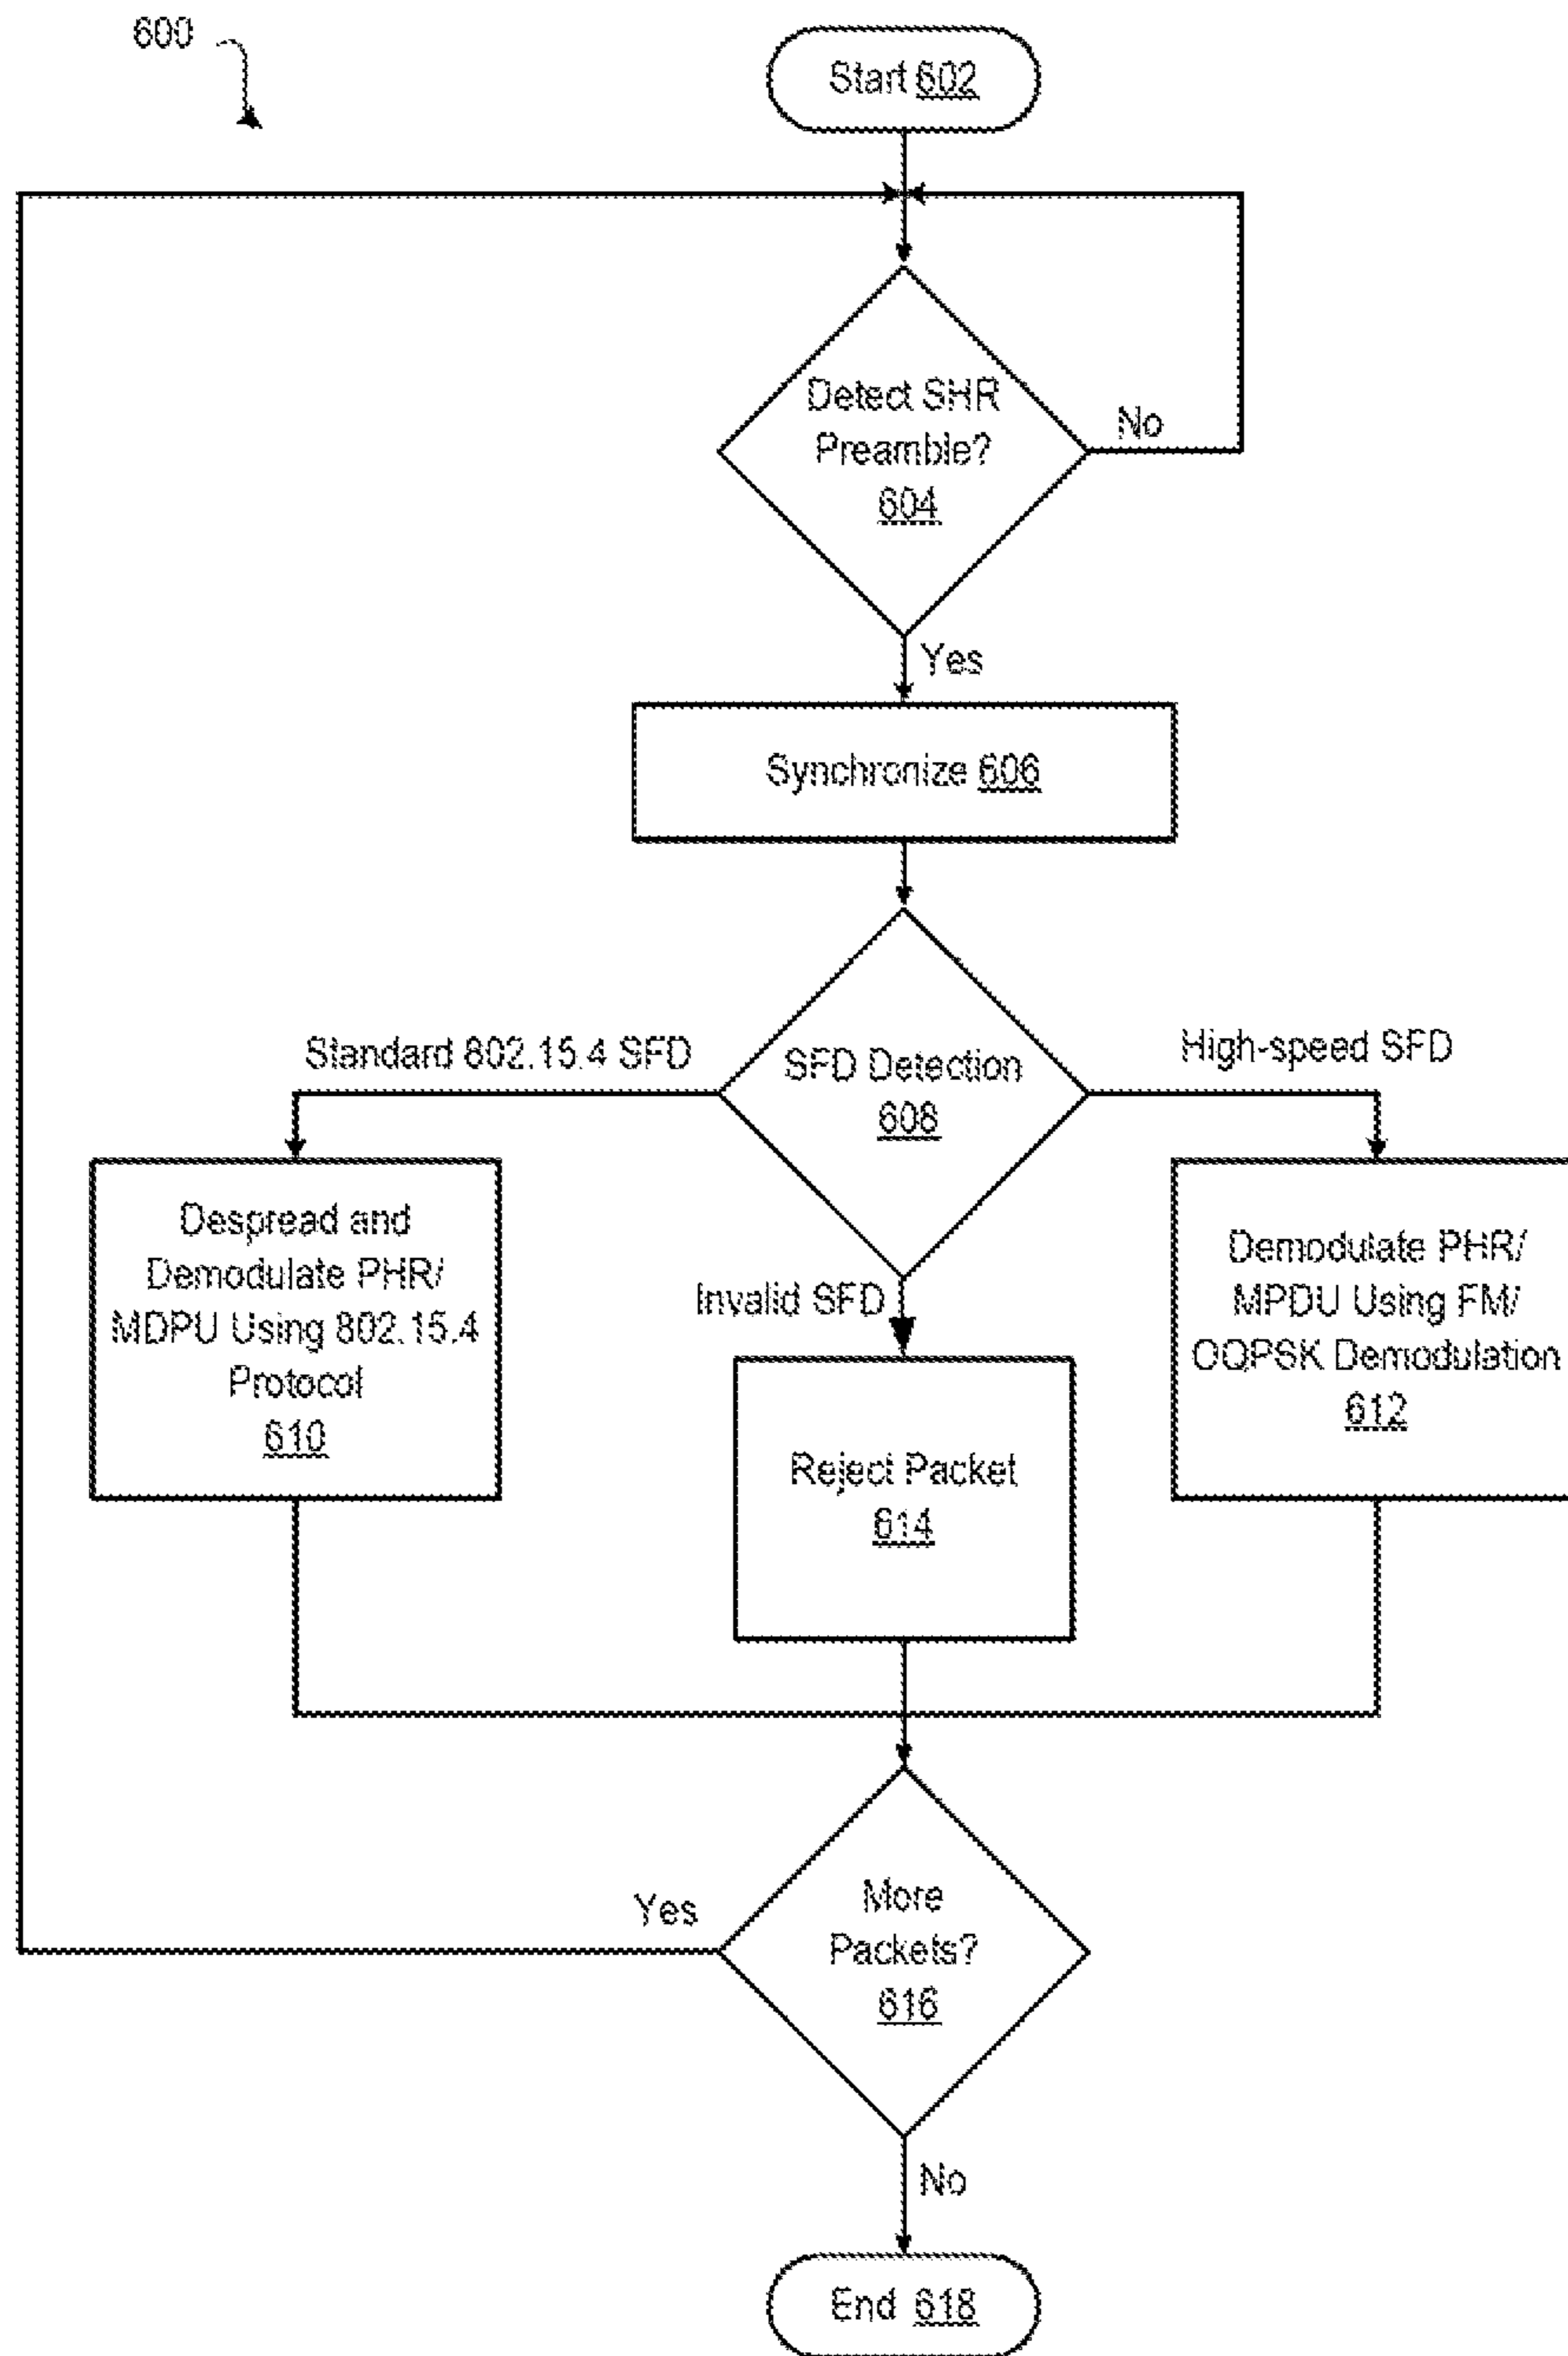 600
Start 602
Detect SHR
Preamble?
604
No
Yes
Synchronize 606
Standard 802.15.4 SFD
SFD Detection
608
High-speed SFD
Despread and
Demodulate PHR/
MDPU Using 802.15.4
Protocol
610
Invalid SFD
Reject Packet
614
Demodulate PHR/
MPDU Using FM/
OQPSK Demodulation
612
Yes
More
Packets?
616
No
End 618